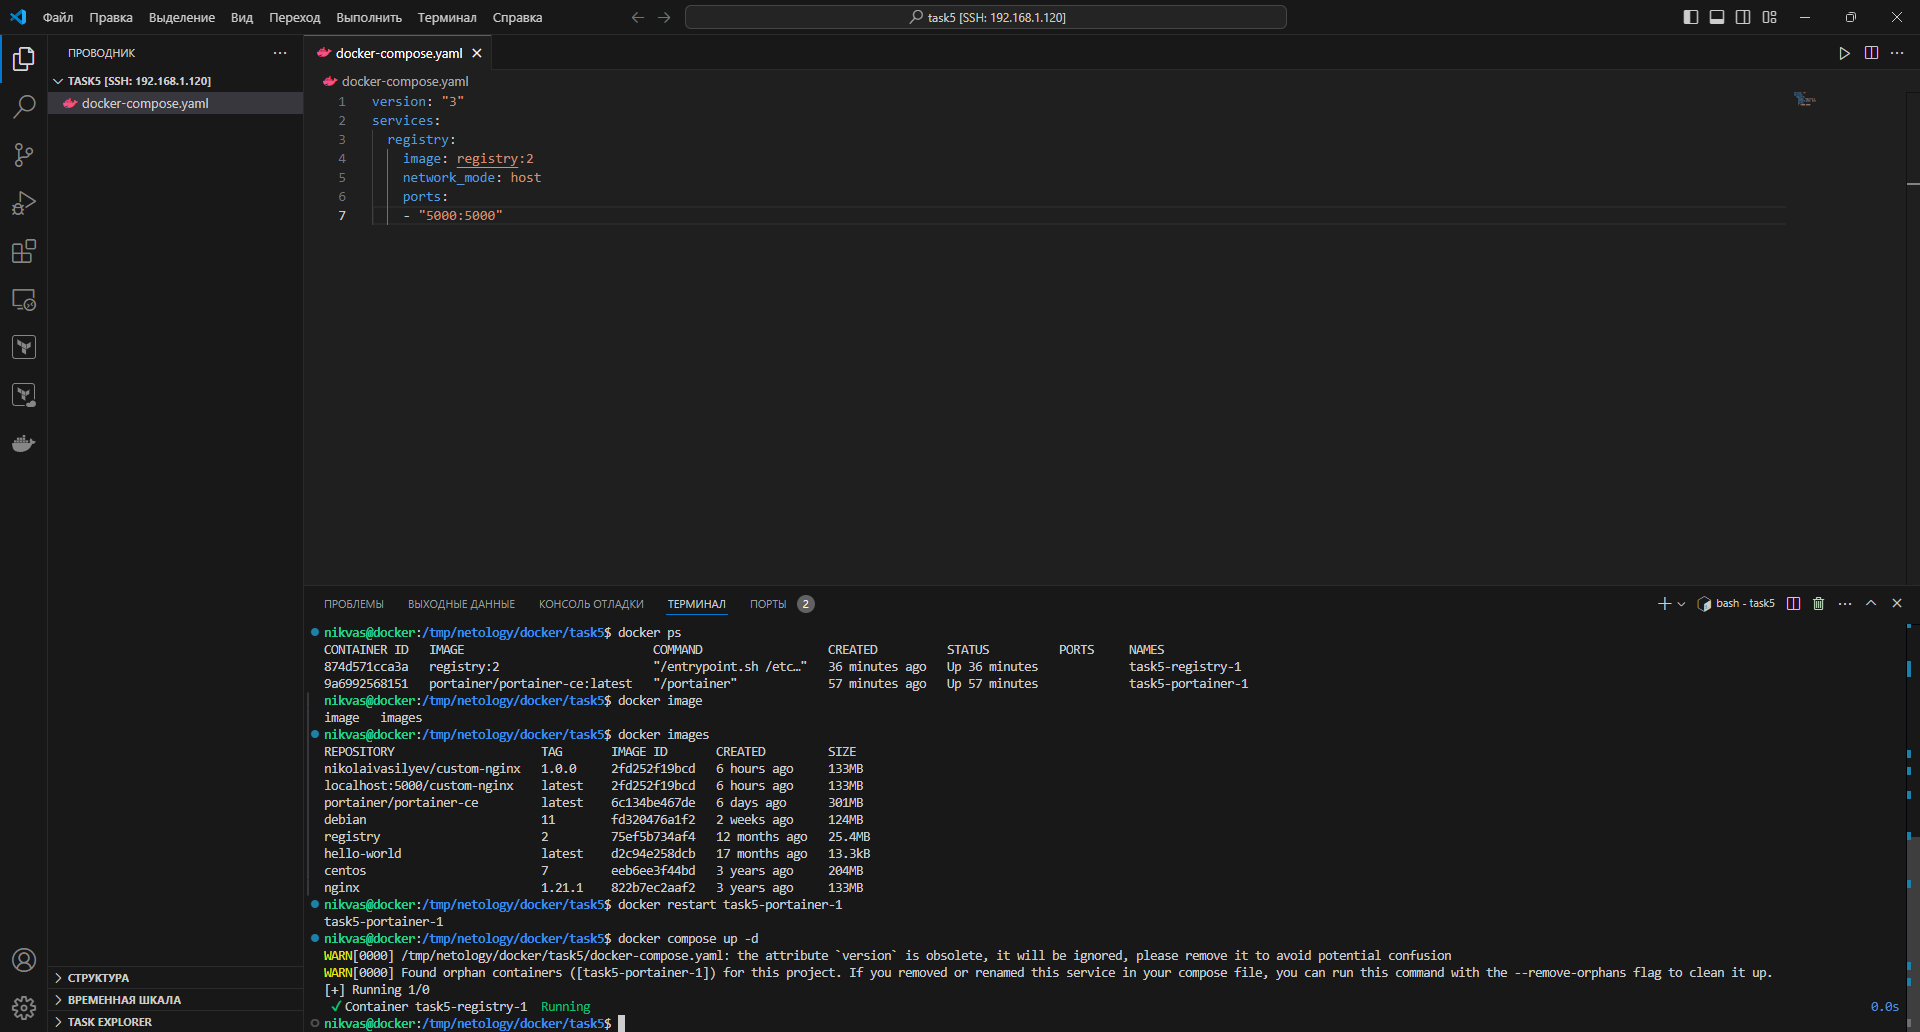 Файл Правка Выделение Вид Переход Выполнить Терминал Справка
task5 [SSH: 192.168.1.120]
ПРОВОДНИК
TASK5 [SSH: 192.168.1.120]
docker-compose.yaml
СТРУКТУРА
ВРЕМЕННАЯ ШКАЛА
TASK EXPLORER
docker-compose.yaml
docker-compose.yaml
1 version: "3"
2 services:
3 registry:
4 image: registry:2
5 network_mode: host
6 ports:
7 - "5000:5000"
ПРОБЛЕМЫ ВЫХОДНЫЕ ДАННЫЕ КОНСОЛЬ ОТЛАДКИ ТЕРМИНАЛ ПОРТЫ 2
bash - task5
nikvas@docker:/tmp/netology/docker/task5$ docker ps
CONTAINER ID IMAGE COMMAND CREATED STATUS PORTS NAMES
874d571cca3a registry:2 "/entrypoint.sh /etc…" 36 minutes ago Up 36 minutes task5-registry-1
9a6992568151 portainer/portainer-ce:latest "/portainer" 57 minutes ago Up 57 minutes task5-portainer-1
nikvas@docker:/tmp/netology/docker/task5$ docker image
image images
nikvas@docker:/tmp/netology/docker/task5$ docker images
REPOSITORY TAG IMAGE ID CREATED SIZE
nikolaivasilyev/custom-nginx 1.0.0 2fd252f19bcd 6 hours ago 133MB
localhost:5000/custom-nginx latest 2fd252f19bcd 6 hours ago 133MB
portainer/portainer-ce latest 6c134be467de 6 days ago 301MB
debian 11 fd320476a1f2 2 weeks ago 124MB
registry 2 75ef5b734af4 12 months ago 25.4MB
hello-world latest d2c94e258dcb 17 months ago 13.3kB
centos 7 eeb6ee3f44bd 3 years ago 204MB
nginx 1.21.1 822b7ec2aaf2 3 years ago 133MB
nikvas@docker:/tmp/netology/docker/task5$ docker restart task5-portainer-1
task5-portainer-1
nikvas@docker:/tmp/netology/docker/task5$ docker compose up -d
WARN[0000] /tmp/netology/docker/task5/docker-compose.yaml: the attribute `version` is obsolete, it will be ignored, please remove it to avoid potential confusion
WARN[0000] Found orphan containers ([task5-portainer-1]) for this project. If you removed or renamed this service in your compose file, you can run this command with the --remove-orphans flag to clean it up.
[+] Running 1/0
✓ Container task5-registry-1 Running 0.0s
nikvas@docker:/tmp/netology/docker/task5$